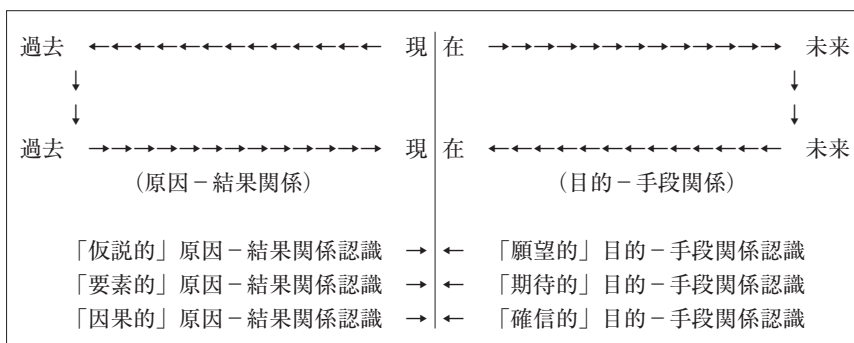 過去 ←←←←←←←←←←← 現 在 →→→→→→→→→→→ 未来
↓ ↓
↓ ↓
過去 →→→→→→→→→→→ 現 在 ←←←←←←←←←←← 未来
(原因−結果関係) (目的−手段関係)
「仮説的」原因−結果関係認識 → ← 「願望的」目的−手段関係認識
「要素的」原因−結果関係認識 → ← 「期待的」目的−手段関係認識
「因果的」原因−結果関係認識 → ← 「確信的」目的−手段関係認識